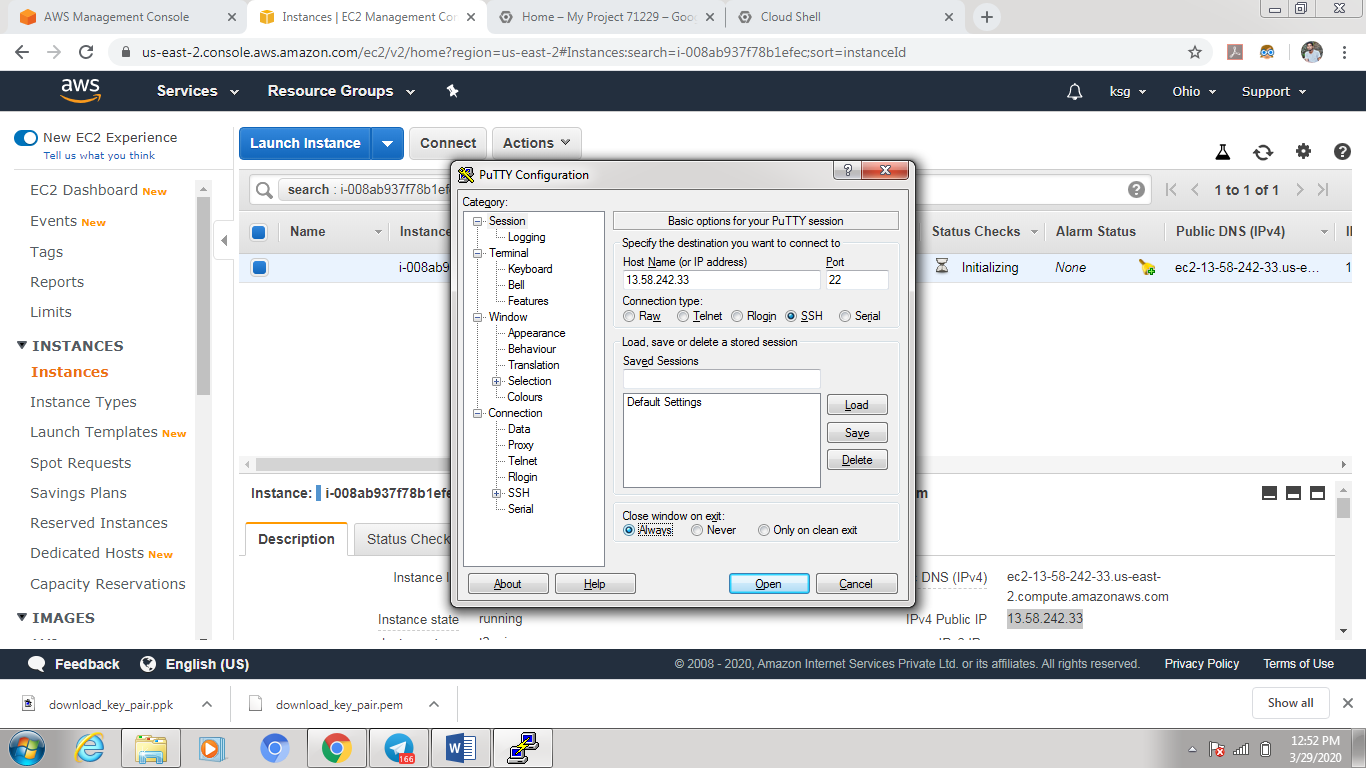 AWS Management Console
Instances | EC2 Management Con
Home – My Project 71229 – Goo
Cloud Shell
us-east-2.console.aws.amazon.com/ec2/v2/home?region=us-east-2#Instances:search=i-008ab937f78b1efec;sort=instanceId
aws
Services
Resource Groups
ksg
Ohio
Support
New EC2 Experience
Tell us what you think
EC2 Dashboard New
Events New
Tags
Reports
Limits
INSTANCES
Instances
Instance Types
Launch Templates New
Spot Requests
Savings Plans
Reserved Instances
Dedicated Hosts New
Capacity Reservations
IMAGES
Launch Instance
Connect
Actions
search : i-008ab937f78b1ef
1 to 1 of 1
Name
Instance
Status Checks
Alarm Status
Public DNS (IPv4)
i-008ab9
Initializing
None
ec2-13-58-242-33.us-e...
PuTTY Configuration
Category:
Session
Logging
Terminal
Keyboard
Bell
Features
Window
Appearance
Behaviour
Translation
Selection
Colours
Connection
Data
Proxy
Telnet
Rlogin
SSH
Serial
Basic options for your PuTTY session
Specify the destination you want to connect to
Host Name (or IP address)
Port
13.58.242.33
22
Connection type:
Raw
Telnet
Rlogin
SSH
Serial
Load, save or delete a stored session
Saved Sessions
Default Settings
Load
Save
Delete
Close window on exit:
Always
Never
Only on clean exit
About
Help
Open
Cancel
Instance: i-008ab937f78b1efe
m
Description
Status Check
Instance I
DNS (IPv4)
ec2-13-58-242-33.us-east-
2.compute.amazonaws.com
Instance state
running
IPv4 Public IP
13.58.242.33
Feedback
English (US)
© 2008 - 2020, Amazon Internet Services Private Ltd. or its affiliates. All rights reserved.
Privacy Policy
Terms of Use
download_key_pair.ppk
download_key_pair.pem
Show all
166
12:52 PM
3/29/2020